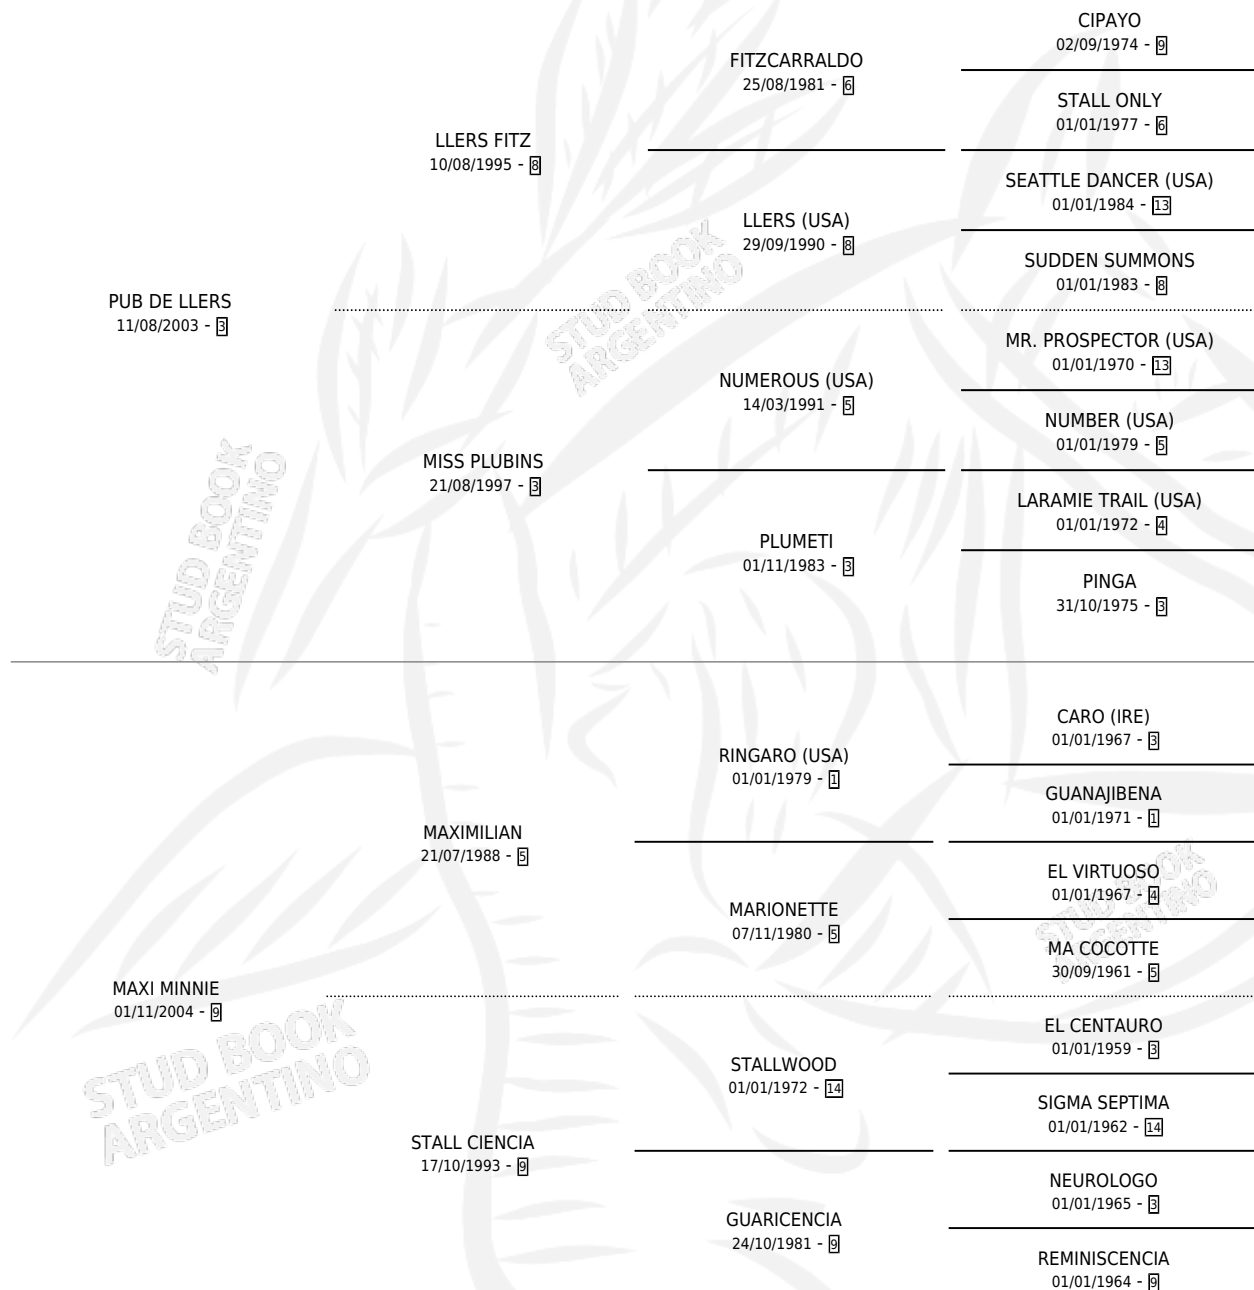 CIPAYO
02/09/1974 - 9
FITZCARRALDO
25/08/1981 - 6
STALL ONLY
01/01/1977 - 6
LLERS FITZ
10/08/1995 - 8
SEATTLE DANCER (USA)
01/01/1984 - 13
LLERS (USA)
29/09/1990 - 8
SUDDEN SUMMONS
01/01/1983 - 8
PUB DE LLERS
11/08/2003 - 3
MR. PROSPECTOR (USA)
01/01/1970 - 13
NUMEROUS (USA)
14/03/1991 - 5
NUMBER (USA)
01/01/1979 - 5
MISS PLUBINS
21/08/1997 - 3
LARAMIE TRAIL (USA)
01/01/1972 - 4
PLUMETI
01/11/1983 - 3
PINGA
31/10/1975 - 3
CARO (IRE)
01/01/1967 - 3
RINGARO (USA)
01/01/1979 - 1
GUANAJIBENA
01/01/1971 - 1
MAXIMILIAN
21/07/1988 - 5
EL VIRTUOSO
01/01/1967 - 4
MARIONETTE
07/11/1980 - 5
MA COCOTTE
30/09/1961 - 5
MAXI MINNIE
01/11/2004 - 9
EL CENTAURO
01/01/1959 - 3
STALLWOOD
01/01/1972 - 14
SIGMA SEPTIMA
01/01/1962 - 14
STALL CIENCIA
17/10/1993 - 9
NEUROLOGO
01/01/1965 - 3
GUARICENCIA
24/10/1981 - 9
REMINISCENCIA
01/01/1964 - 9
STUD BOOK
ARGENTINO
STUD BOOK
ARGENTINO
STUD BOOK
ARGENTINO
STUD BOOK
ARGENTINO